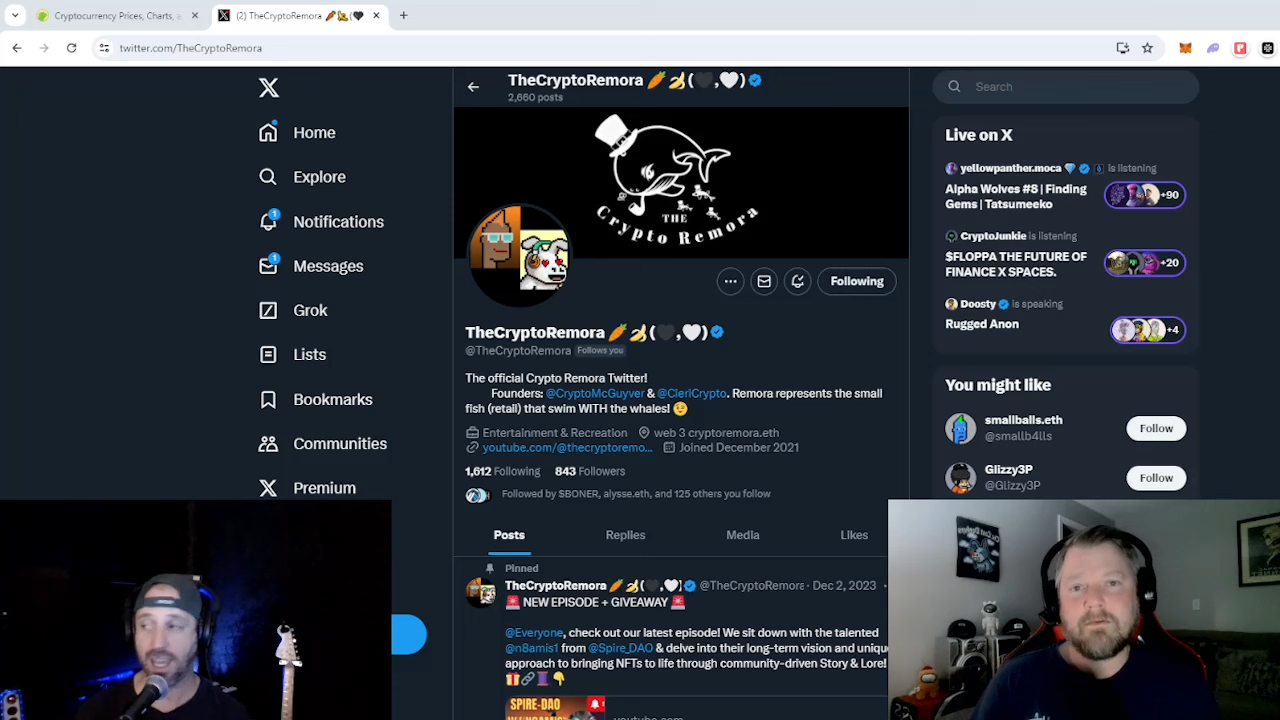 Cryptocurrency Prices, Charts,
(2) TheCryptoRemora 🥕🍌(🖤
twitter.com/TheCryptoRemora
TheCryptoRemora 🥕🍌(🖤,🤍)
2,660 posts
THE
Crypto Remora
Following
TheCryptoRemora 🥕🍌(🖤,🤍)
@TheCryptoRemora Follows you
The official Crypto Remora Twitter!
Founders: @CryptoMcGuyver & @ClerlCrypto. Remora represents the small
fish (retail) that swim WITH the whales! 🤨
Entertainment & Recreation web 3 cryptoremora.eth
youtube.com/@thecryptoremo... Joined December 2021
1,612 Following 843 Followers
Followed by $BONER, alysse.eth, and 125 others you follow
Posts Replies Media Likes
Pinned
TheCryptoRemora 🥕🍌(🖤,🤍) @TheCryptoRemora · Dec 2, 2023
🚨 NEW EPISODE + GIVEAWAY 🚨
@Everyone, check out our latest episode! We sit down with the talented
@n8amis1 from @Spire_DAO & delve into their long-term vision and unique
approach to bringing NFTs to life through community-driven Story & Lore!
🎁🔗🧵👇
SPIRE-DAO
youtube.com
X
Home
Explore
1
Notifications
1
Messages
Grok
Lists
Bookmarks
Communities
Premium
Search
Live on X
yellowpanther.moca 💎 is listening
Alpha Wolves #8 | Finding
Gems | Tatsumeeko
+90
CryptoJunkie is listening
$FLOPPA THE FUTURE OF
FINANCE X SPACES.
+20
Doosty is speaking
Rugged Anon
+4
You might like
smallballs.eth
@smallb4lls
Follow
Glizzy3P
@Glizzy3P
Follow